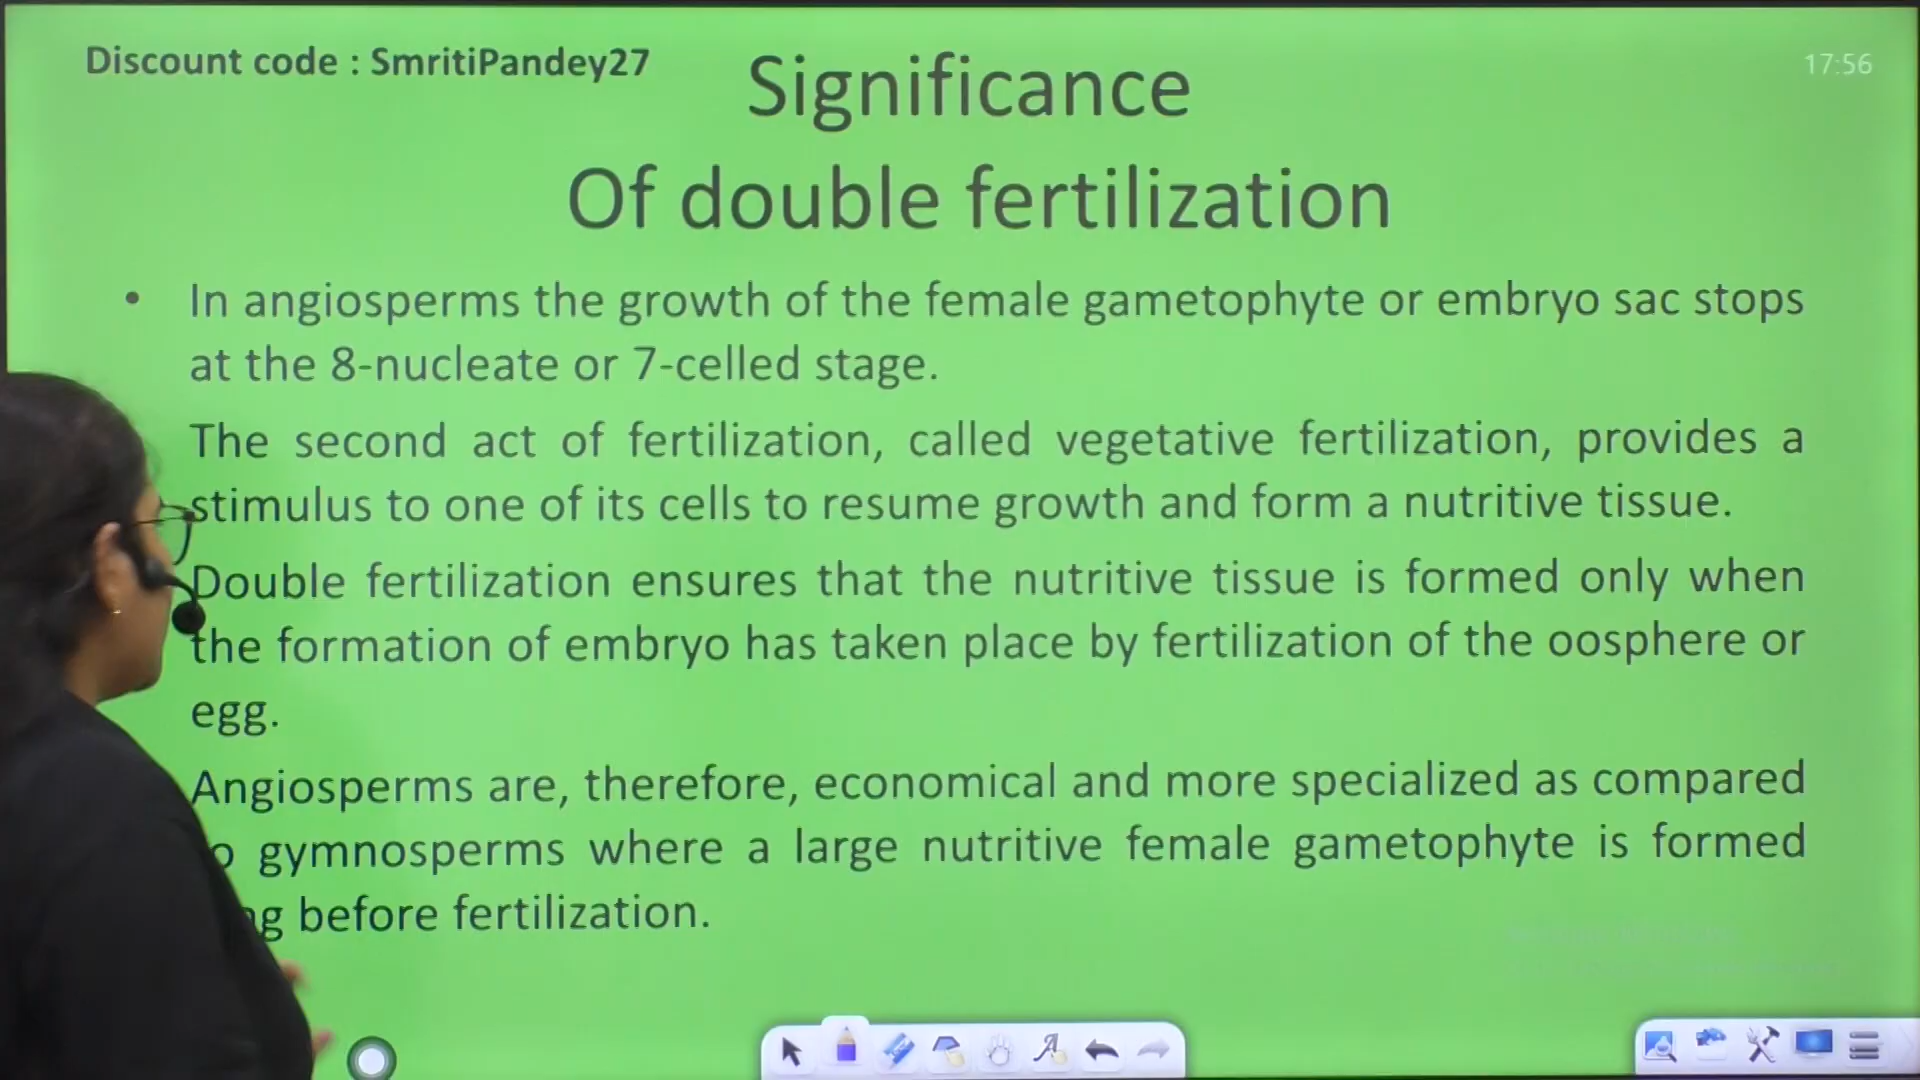 Discount code : SmritiPandey27
17:56
Significance
Of double fertilization
• In angiosperms the growth of the female gametophyte or embryo sac stops
at the 8-nucleate or 7-celled stage.
The second act of fertilization, called vegetative fertilization, provides a
stimulus to one of its cells to resume growth and form a nutritive tissue.
Double fertilization ensures that the nutritive tissue is formed only when
the formation of embryo has taken place by fertilization of the oosphere or
egg.
Angiosperms are, therefore, economical and more specialized as compared
gymnosperms where a large nutritive female gametophyte is formed
before fertilization.